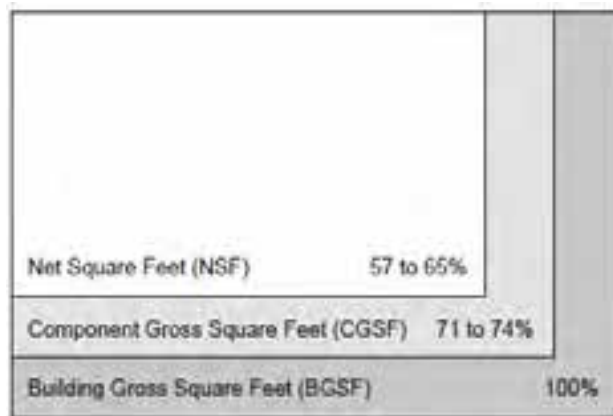 Net Square Feet (NSF) 57 to 65%
Component Gross Square Feet (CGSF) 71 to 74%
Building Gross Square Feet (BGSF) 100%